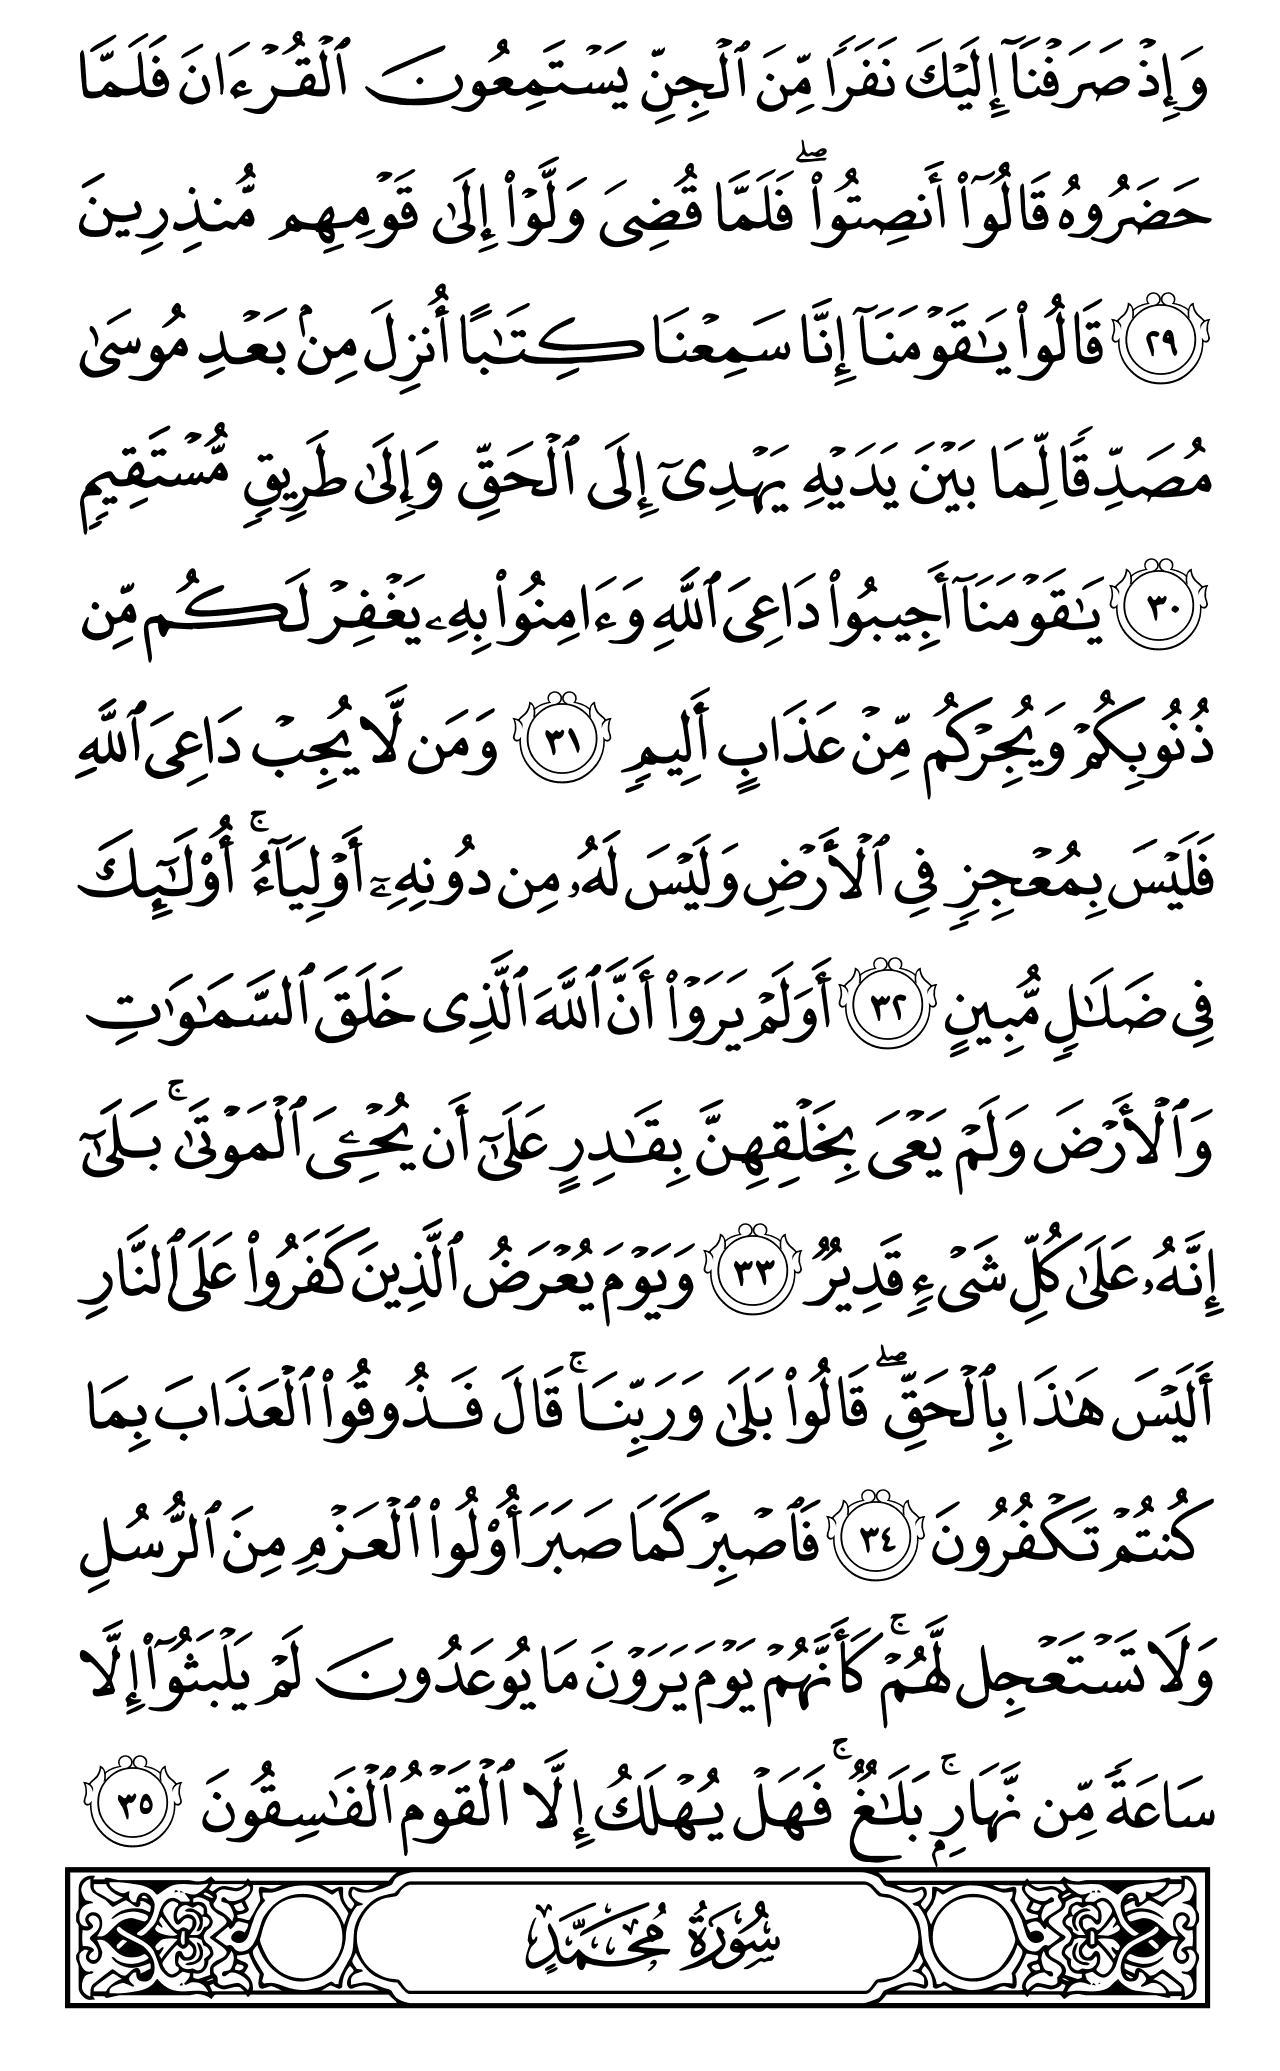 وَإِذْ صَرَفْنَآ إِلَيْكَ نَفَرًا مِّنَ ٱلْجِنِّ يَسْتَمِعُونَ ٱلْقُرْءَانَ فَلَمَّا
حَضَرُوهُ قَالُوٓا۟ أَنصِتُوا۟ ۖ فَلَمَّا قُضِىَ وَلَّوْا۟ إِلَىٰ قَوْمِهِم مُّنذِرِينَ
٢٩ قَالُوا۟ يَـٰقَوْمَنَآ إِنَّا سَمِعْنَا كِتَـٰبًا أُنزِلَ مِنۢ بَعْدِ مُوسَىٰ
مُصَدِّقًا لِّمَا بَيْنَ يَدَيْهِ يَهْدِىٓ إِلَى ٱلْحَقِّ وَإِلَىٰ طَرِيقٍ مُّسْتَقِيمٍ
٣٠ يَـٰقَوْمَنَآ أَجِيبُوا۟ دَاعِىَ ٱللَّهِ وَءَامِنُوا۟ بِهِۦ يَغْفِرْ لَكُم مِّن
ذُنُوبِكُمْ وَيُجِرْكُم مِّنْ عَذَابٍ أَلِيمٍ ٣١ وَمَن لَّا يُجِبْ دَاعِىَ ٱللَّهِ
فَلَيْسَ بِمُعْجِزٍ فِى ٱلْأَرْضِ وَلَيْسَ لَهُۥ مِن دُونِهِۦٓ أَوْلِيَآءُ ۚ أُو۟لَـٰٓئِكَ
فِى ضَلَـٰلٍ مُّبِينٍ ٣٢ أَوَلَمْ يَرَوْا۟ أَنَّ ٱللَّهَ ٱلَّذِى خَلَقَ ٱلسَّمَـٰوَٰتِ
وَٱلْأَرْضَ وَلَمْ يَعْىَ بِخَلْقِهِنَّ بِقَـٰدِرٍ عَلَىٰٓ أَن يُحْـِۧىَ ٱلْمَوْتَىٰ ۚ بَلَىٰٓ
إِنَّهُۥ عَلَىٰ كُلِّ شَىْءٍ قَدِيرٌ ٣٣ وَيَوْمَ يُعْرَضُ ٱلَّذِينَ كَفَرُوا۟ عَلَى ٱلنَّارِ
أَلَيْسَ هَـٰذَا بِٱلْحَقِّ ۖ قَالُوا۟ بَلَىٰ وَرَبِّنَا ۚ قَالَ فَذُوقُوا۟ ٱلْعَذَابَ بِمَا
كُنتُمْ تَكْفُرُونَ ٣٤ فَٱصْبِرْ كَمَا صَبَرَ أُو۟لُوا۟ ٱلْعَزْمِ مِنَ ٱلرُّسُلِ
وَلَا تَسْتَعْجِل لَّهُمْ ۚ كَأَنَّهُمْ يَوْمَ يَرَوْنَ مَا يُوعَدُونَ لَمْ يَلْبَثُوٓا۟ إِلَّا
سَاعَةً مِّن نَّهَارٍۭ ۚ بَلَـٰغٌ ۚ فَهَلْ يُهْلَكُ إِلَّا ٱلْقَوْمُ ٱلْفَـٰسِقُونَ ٣٥
سُورَةُ مُحَمَّدٍ